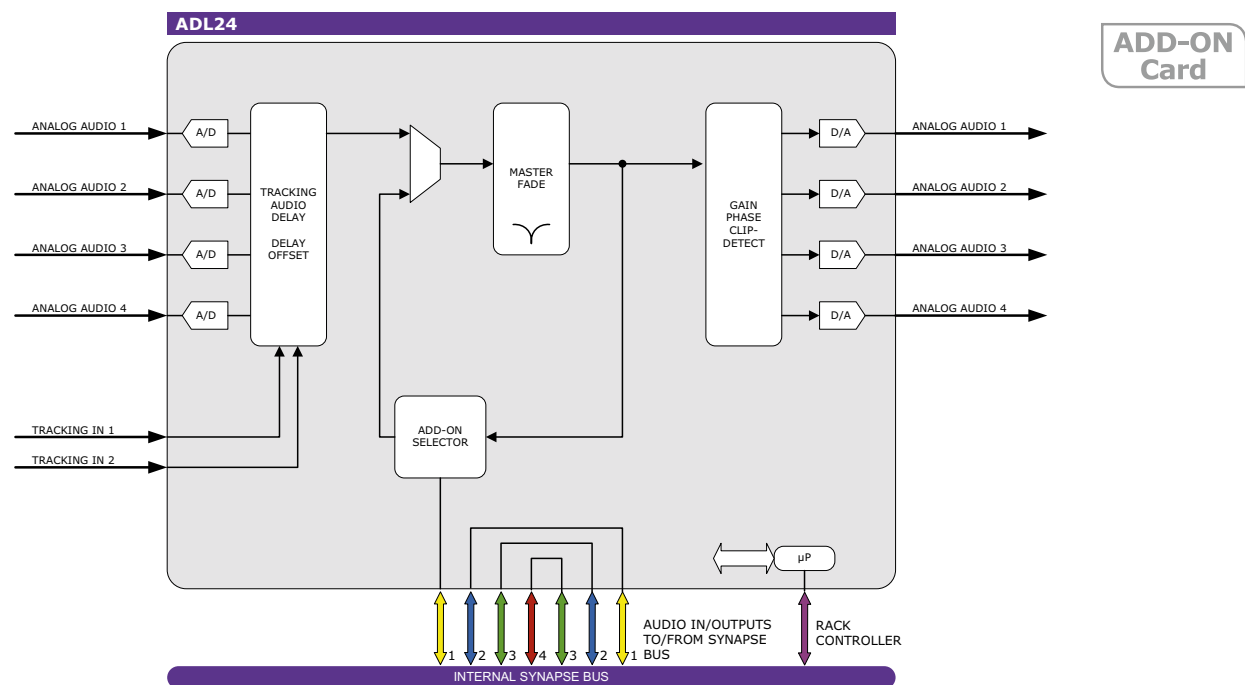 ADL24
ADD-ON
Card
ANALOG AUDIO 1
A/D
ANALOG AUDIO 2
A/D
ANALOG AUDIO 3
A/D
ANALOG AUDIO 4
A/D
TRACKING
AUDIO
DELAY
DELAY
OFFSET
MASTER
FADE
GAIN
PHASE
CLIP-
DETECT
D/A
ANALOG AUDIO 1
D/A
ANALOG AUDIO 2
D/A
ANALOG AUDIO 3
D/A
ANALOG AUDIO 4
TRACKING IN 1
TRACKING IN 2
ADD-ON
SELECTOR
µP
1
2
3
4
3
2
1
AUDIO IN/OUTPUTS
TO/FROM SYNAPSE
BUS
RACK
CONTROLLER
INTERNAL SYNAPSE BUS